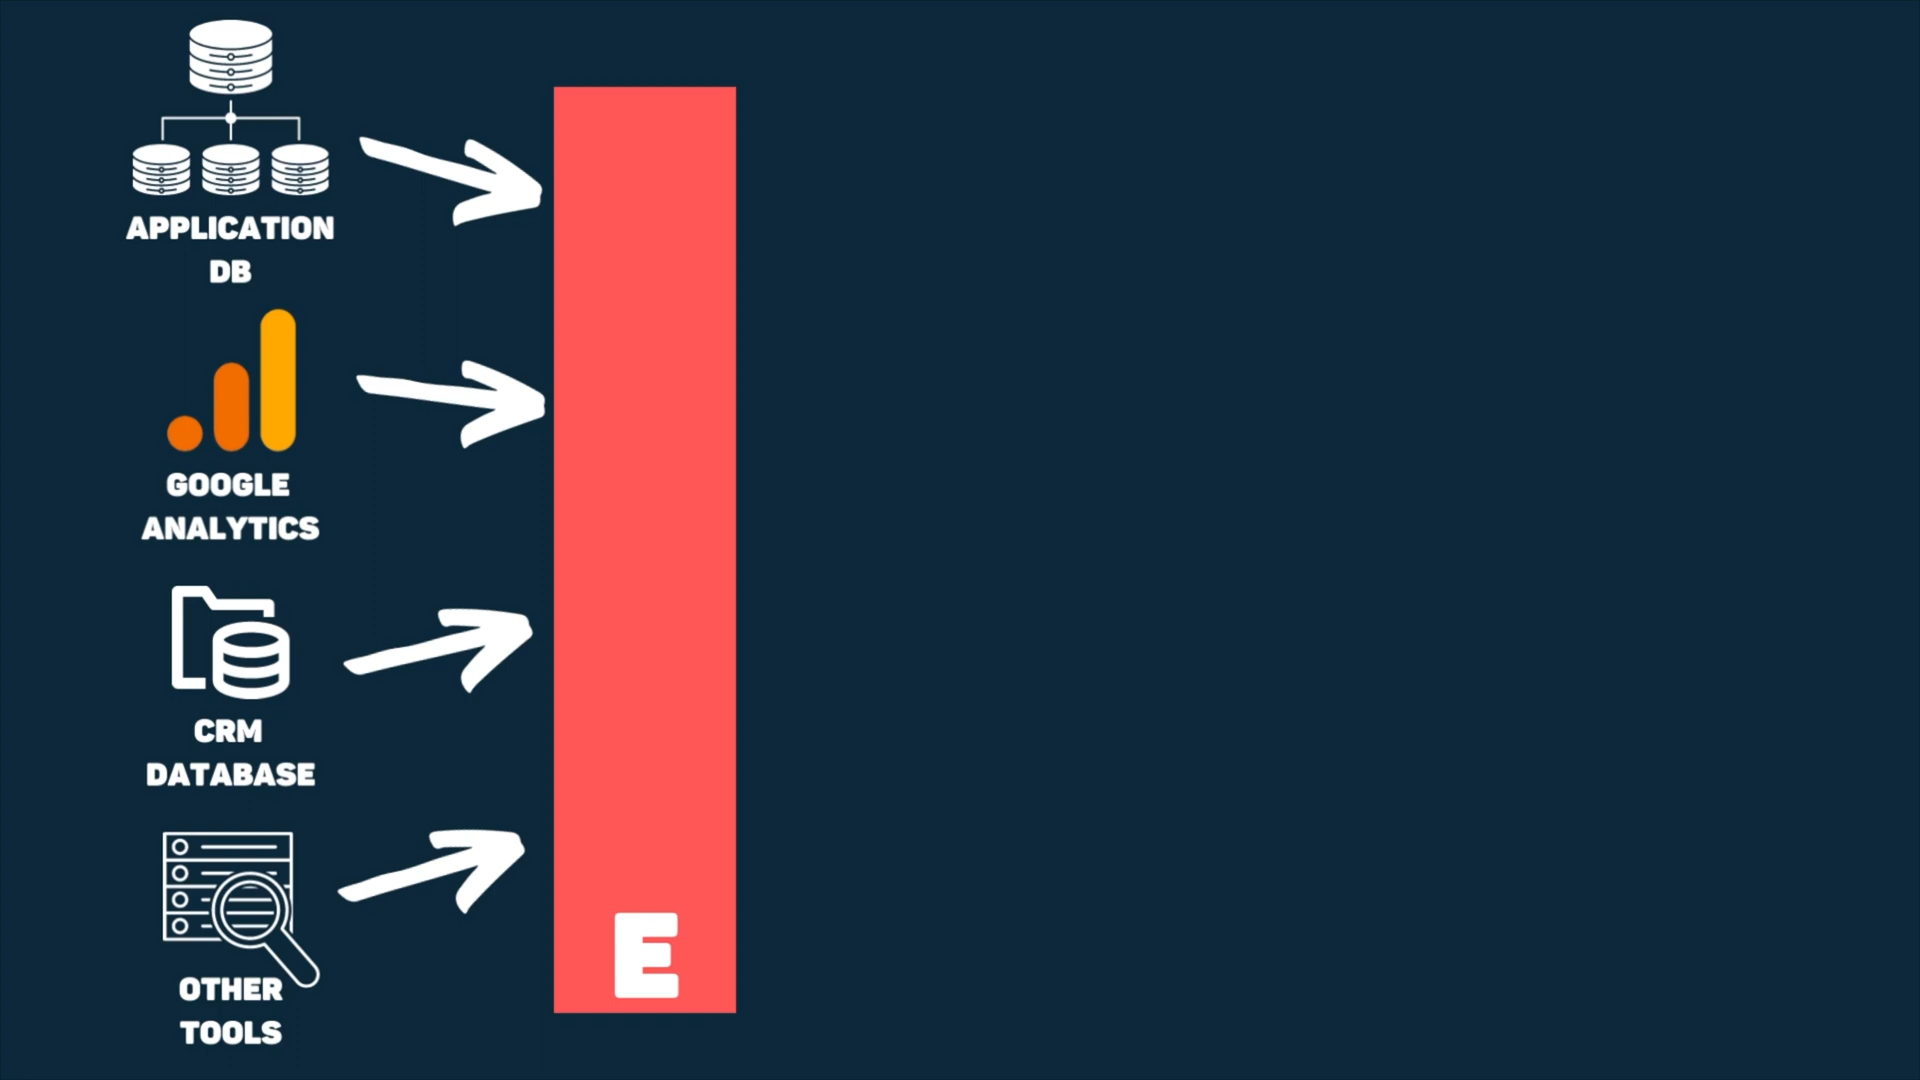 APPLICATION
DB
GOOGLE
ANALYTICS
CRM
DATABASE
OTHER
TOOLS
E